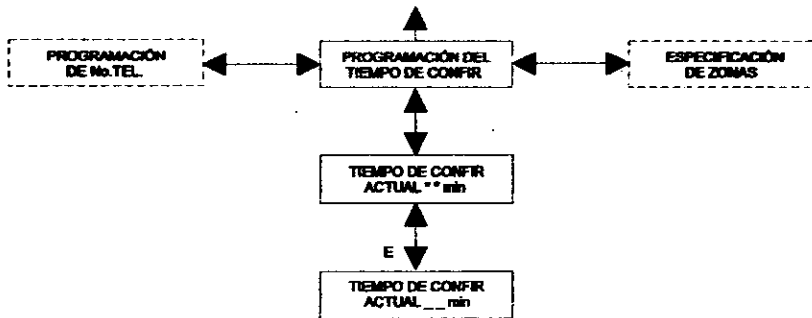 PROGRAMACIÓN
DE No.TEL.
PROGRAMACIÓN DEL
TIEMPO DE CONFIR
ESPECIFICACIÓN
DE ZONAS
TIEMPO DE CONFIR
ACTUAL * * min
E
TIEMPO DE CONFIR
ACTUAL _ _ min